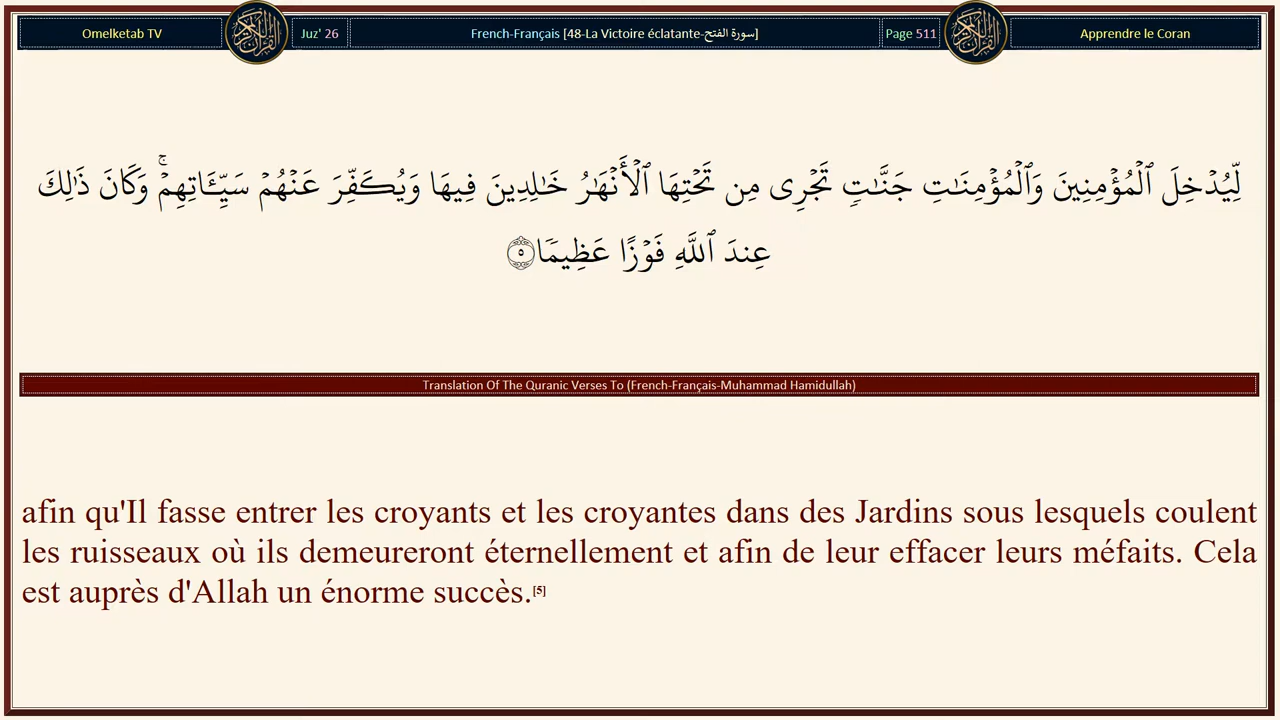 Omelketab TV
Juz' 26
French-Français [48-La Victoire éclatante-سورة الفتح]
Page 511
Apprendre le Coran
لِّيُدْخِلَ ٱلْمُؤْمِنِينَ وَٱلْمُؤْمِنَـٰتِ جَنَّـٰتٍ تَجْرِى مِن تَحْتِهَا ٱلْأَنْهَـٰرُ خَـٰلِدِينَ فِيهَا وَيُكَفِّرَ عَنْهُمْ سَيِّـَٔاتِهِمْ ۚ وَكَانَ ذَٰلِكَ
عِندَ ٱللَّهِ فَوْزًا عَظِيمًا ٥
Translation Of The Quranic Verses To (French-Français-Muhammad Hamidullah)
afin qu'Il fasse entrer les croyants et les croyantes dans des Jardins sous lesquels coulent
les ruisseaux où ils demeureront éternellement et afin de leur effacer leurs méfaits. Cela
est auprès d'Allah un énorme succès.[5]